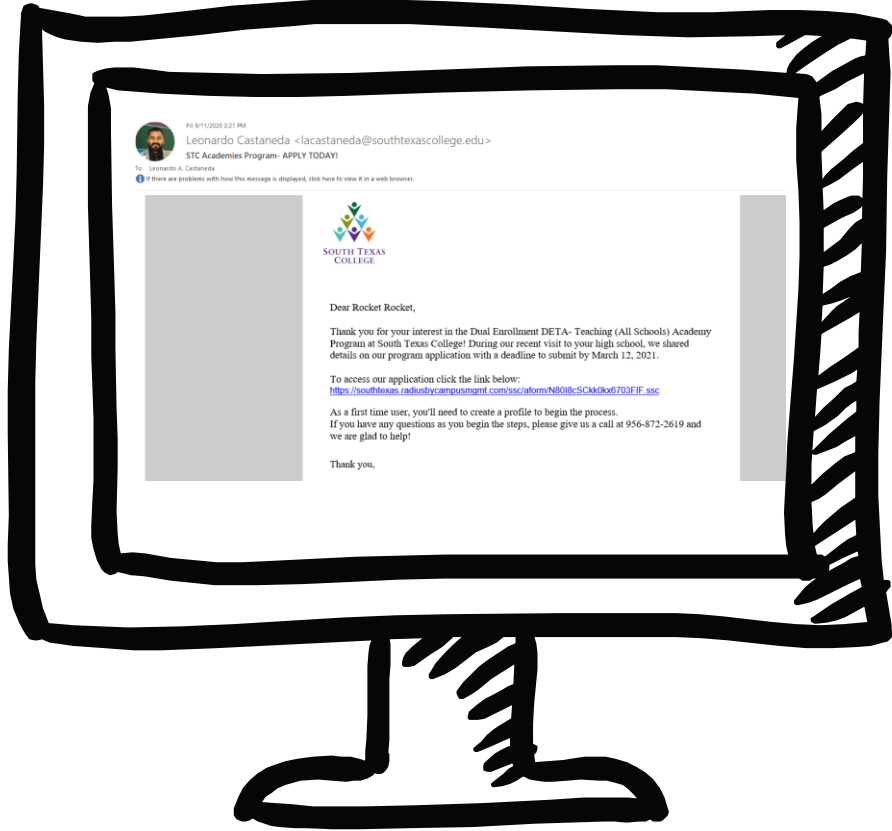 Fri 9/11/2020 2:21 PM
Leonardo Castaneda <lacastaneda@southtexascollege.edu>
STC Academies Program- APPLY TODAY!
To Leonardo A. Castaneda
If there are problems with how this message is displayed, click here to view it in a web browser.
SOUTH TEXAS
COLLEGE
Dear Rocket Rocket,
Thank you for your interest in the Dual Enrollment DETA- Teaching (All Schools) Academy
Program at South Texas College! During our recent visit to your high school, we shared
details on our program application with a deadline to submit by March 12, 2021.
To access our application click the link below:
https://southtexas.radiusbycampusmgmt.com/ssc/aform/N80I8cSCkk0kx6703FIF.ssc
As a first time user, you'll need to create a profile to begin the process.
If you have any questions as you begin the steps, please give us a call at 956-872-2619 and
we are glad to help!
Thank you,